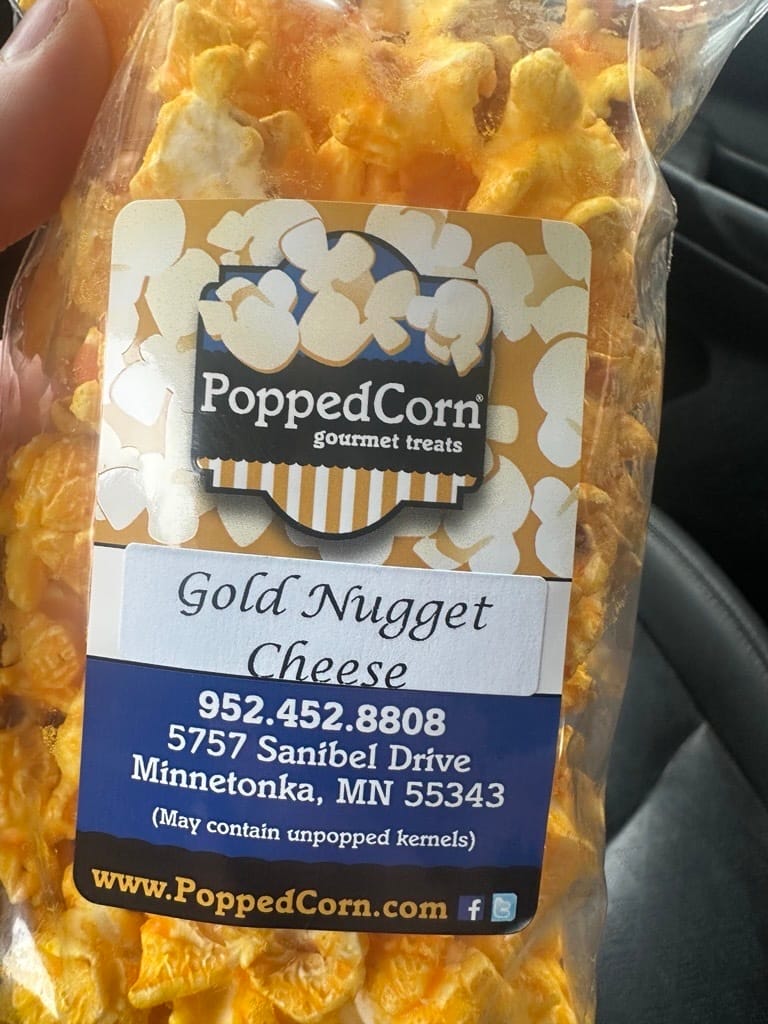 PoppedCorn®
gourmet treats
Gold Nugget
Cheese
952.452.8808
5757 Sanibel Drive
Minnetonka, MN 55343
(May contain unpopped kernels)
www.PoppedCorn.com f t